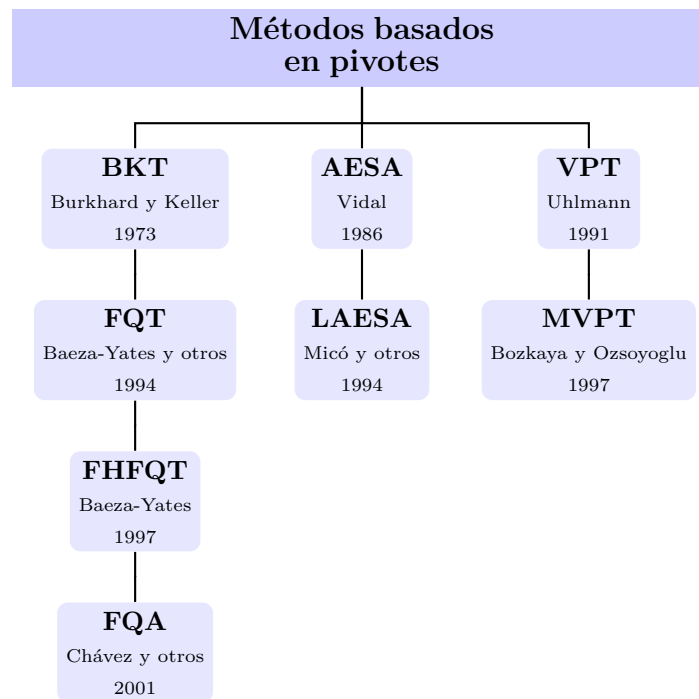 Métodos basados
en pivotes
BKT
Burkhard y Keller
1973
AESA
Vidal
1986
VPT
Uhlmann
1991
FQT
Baeza-Yates y otros
1994
LAESA
Micó y otros
1994
MVPT
Bozkaya y Ozsoyoglu
1997
FHFQT
Baeza-Yates
1997
FQA
Chávez y otros
2001